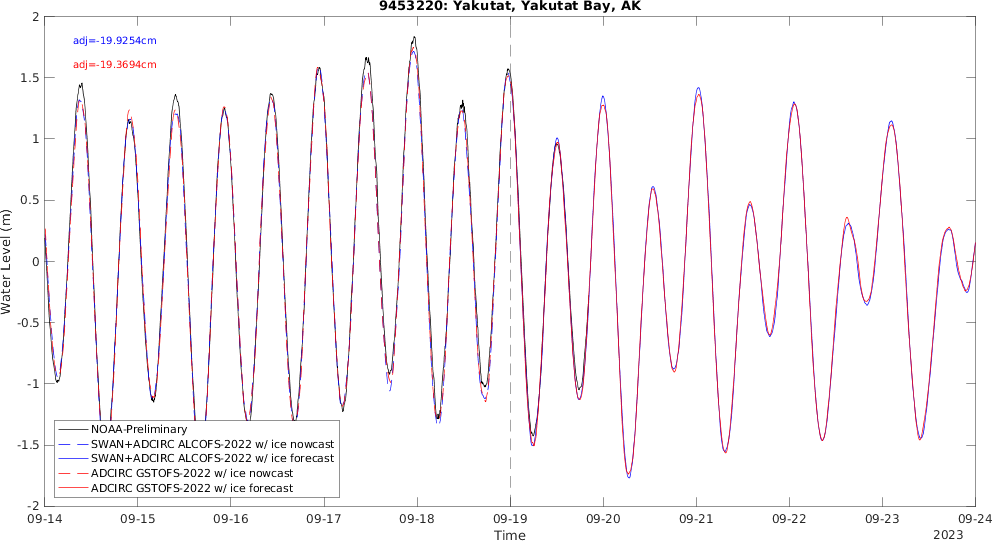 9453220: Yakutat, Yakutat Bay, AK
adj=-19.9254cm
adj=-19.3694cm
Water Level (m)
2
1.5
1
0.5
0
-0.5
-1
-1.5
-2
NOAA-Preliminary
SWAN+ADCIRC ALCOFS-2022 w/ ice nowcast
SWAN+ADCIRC ALCOFS-2022 w/ ice forecast
ADCIRC GSTOFS-2022 w/ ice nowcast
ADCIRC GSTOFS-2022 w/ ice forecast
09-14 09-15 09-16 09-17 09-18 09-19 09-20 09-21 09-22 09-23 09-24
Time
2023